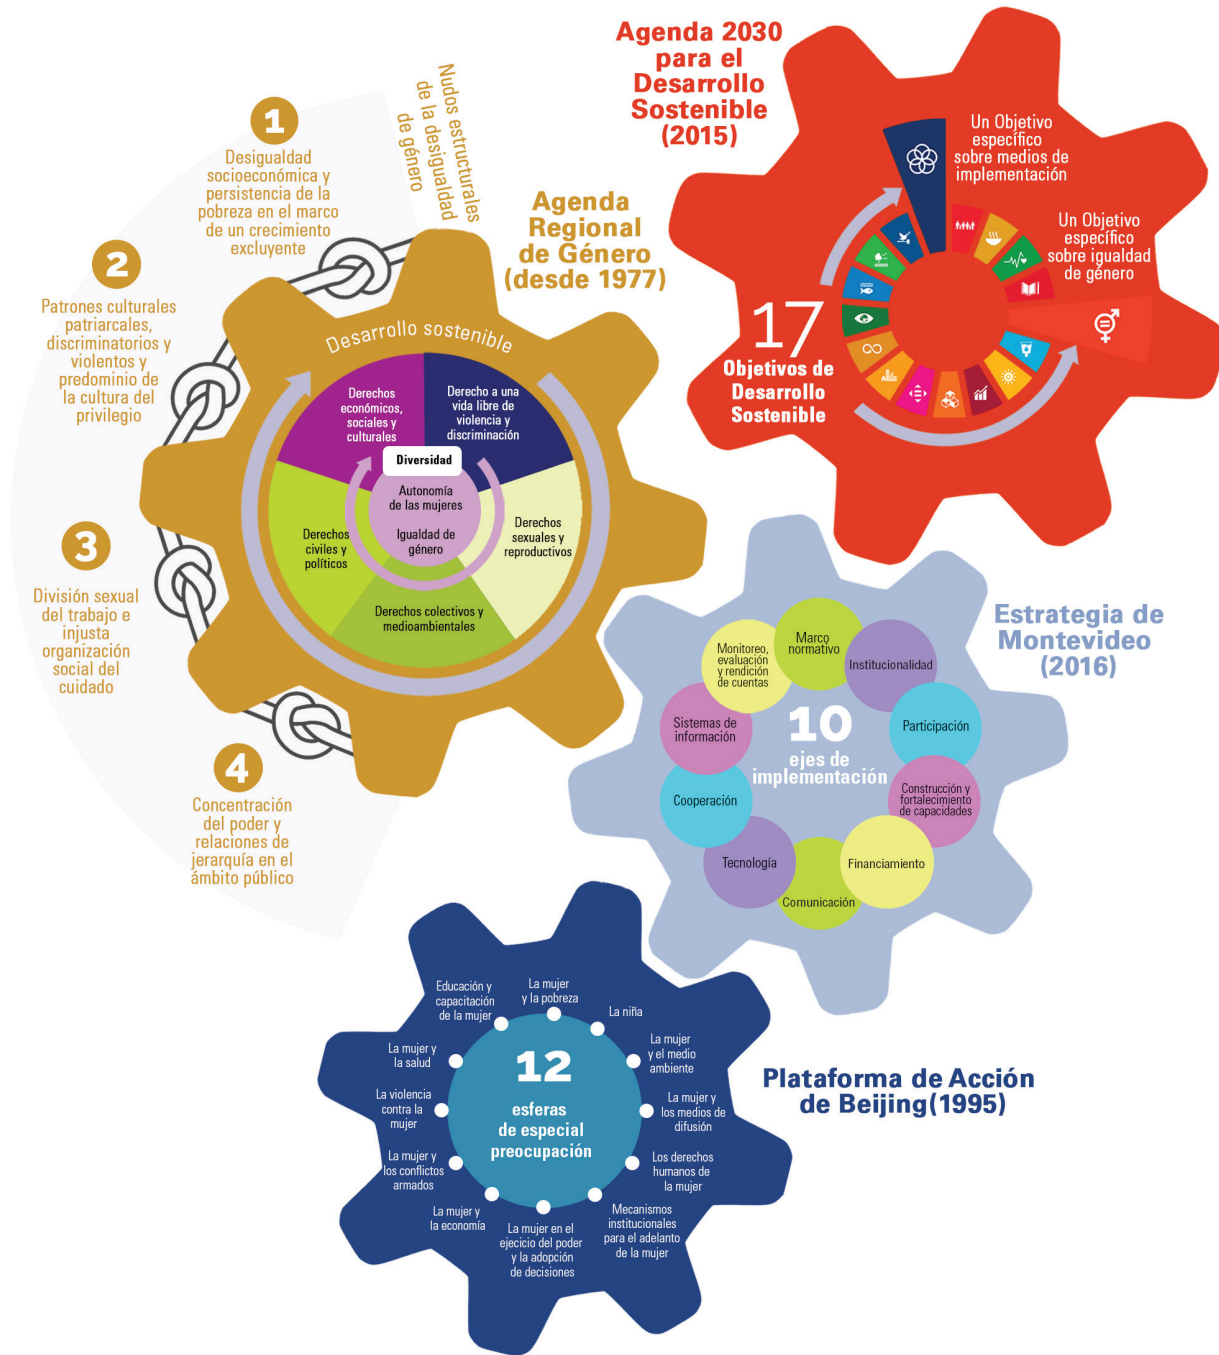 Agenda 2030
para el
Desarrollo
Sostenible
(2015)
Un Objetivo
específico
sobre medios de
implementación
Un Objetivo
específico
sobre igualdad
de género
17
Objetivos de
Desarrollo
Sostenible
Nudos estructurales
de la desigualdad
de género
1
Desigualdad
socioeconómica y
persistencia de la
pobreza en el marco
de un crecimiento
excluyente
2
Patrones culturales
patriarcales,
discriminatorios y
violentos y
predominio de
la cultura del
privilegio
3
División sexual
del trabajo e
injusta
organización
social del
cuidado
4
Concentración
del poder y
relaciones de
jerarquía en el
ámbito público
Agenda
Regional
de Género
(desde 1977)
Desarrollo sostenible
Derechos
económicos,
sociales y
culturales
Derecho a una
vida libre de
violencia y
discriminación
Diversidad
Autonomía
de las mujeres
Igualdad de
género
Derechos
civiles y
políticos
Derechos
sexuales y
reproductivos
Derechos colectivos y
medioambientales
Estrategia de
Montevideo
(2016)
10
ejes de
implementación
Marco
normativo
Institucionalidad
Participación
Construcción y
fortalecimiento
de capacidades
Financiamiento
Comunicación
Tecnología
Cooperación
Sistemas de
información
Monitoreo,
evaluación
y rendición
de cuentas
Plataforma de Acción
de Beijing(1995)
12
esferas
de especial
preocupación
La mujer
y la pobreza
La niña
La mujer
y el medio
ambiente
La mujer y
los medios de
difusión
Los derechos
humanos de
la mujer
Mecanismos
institucionales
para el adelanto
de la mujer
La mujer en el
ejecicio del poder
y la adopción
de decisiones
La mujer y
la economía
La mujer y
los conflictos
armados
La violencia
contra la
mujer
La mujer y
la salud
Educación y
capacitación
de la mujer